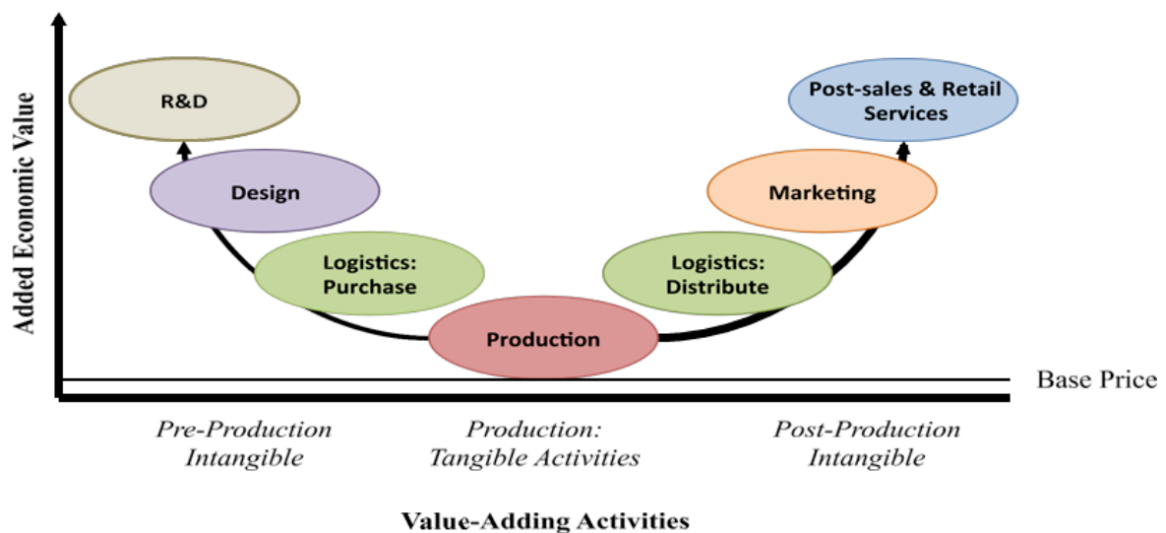 Added Economic Value
R&D
Post-sales & Retail
Services
Design
Marketing
Logistics:
Purchase
Logistics:
Distribute
Production
Base Price
Pre-Production
Intangible
Production:
Tangible Activities
Post-Production
Intangible
Value-Adding Activities